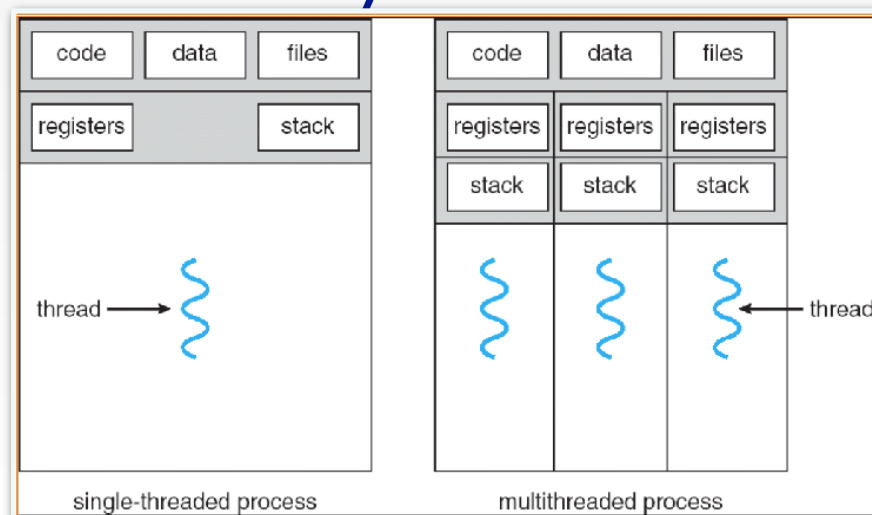 code data files
registers stack
thread
single-threaded process
code data files
registers registers registers
stack stack stack
thread
multithreaded process